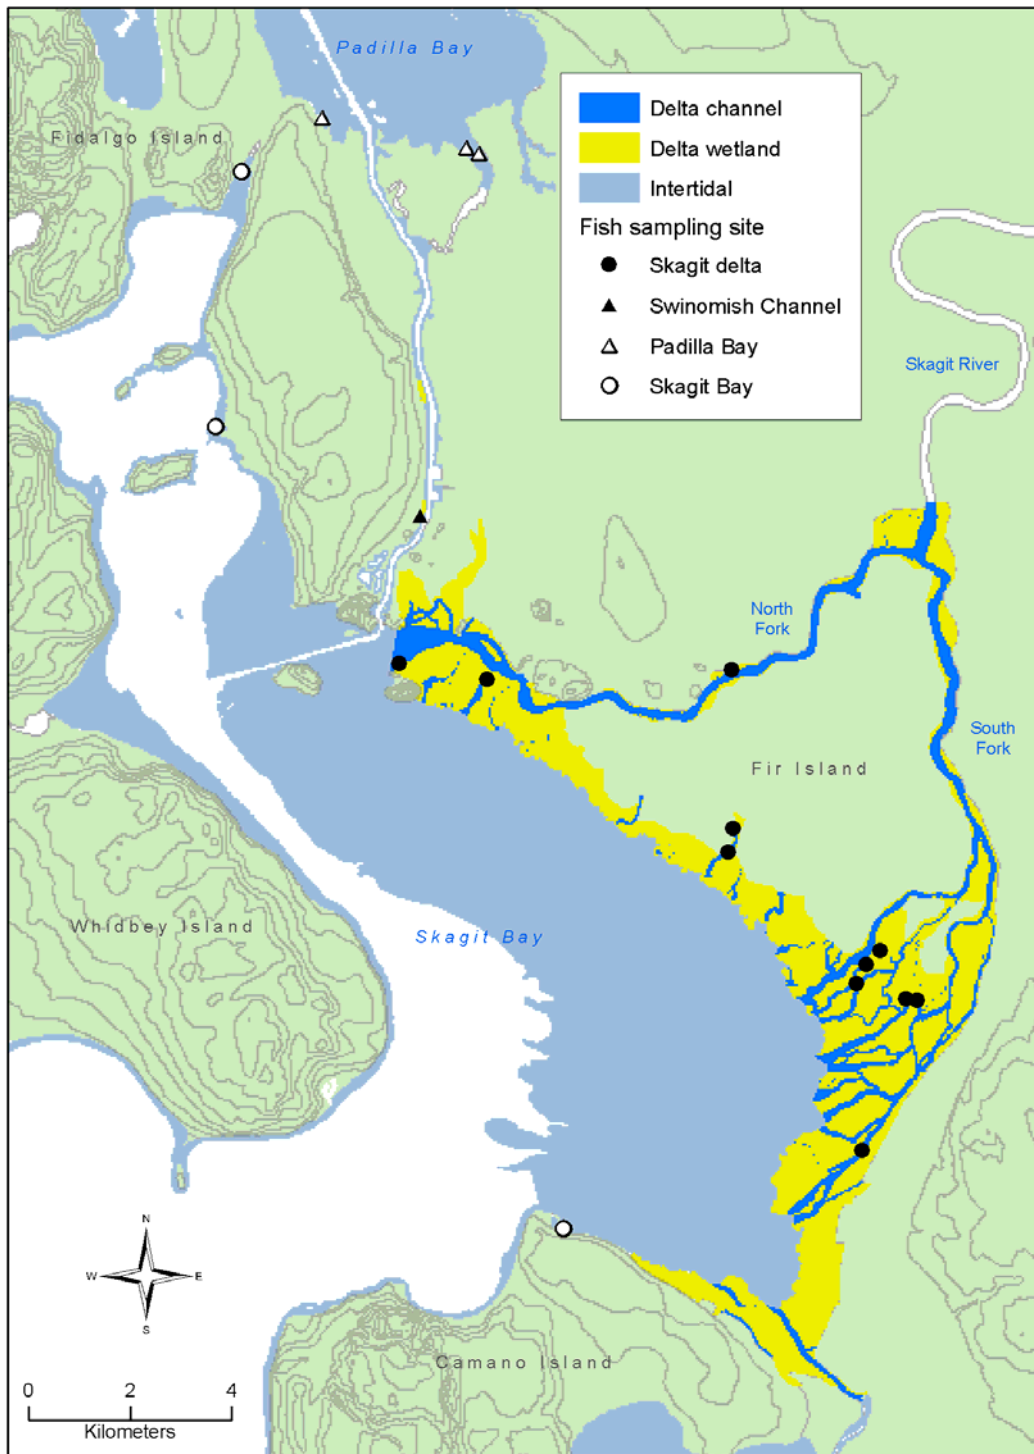 Padilla Bay
Fidalgo Island
Delta channel
Delta wetland
Intertidal
Fish sampling site
Skagit delta
Swinomish Channel
Padilla Bay
Skagit Bay
Skagit River
North
Fork
South
Fork
Fir Island
Whidbey Island
Skagit Bay
N
W
E
S
Camano Island
0
2
4
Kilometers